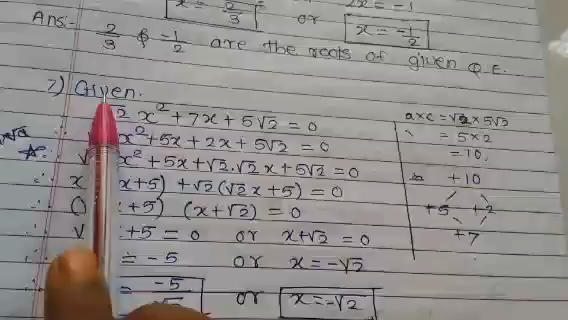 x = 2/3 or 2x = -1
Ans:- x = -1/2
2/3 & -1/2 are the roots of given Q.E.
7) Given.
√2 x² + 7x + 5√2 = 0
x² + 5x + 2x + 5√2 = 0
x² + 5x + √2.√2 x + 5√2 = 0
∴ x x+5) + √2(√2x + 5) = 0
∴ ( x+5) (x+√2) = 0
∴ √ +5 = 0 or x+√2 = 0
∴ = -5 or x = -√2
∴ = -5 or x = -√2
a×c = √2 × 5√2
= 5×2
= 10.
+10
+5 +2
+7